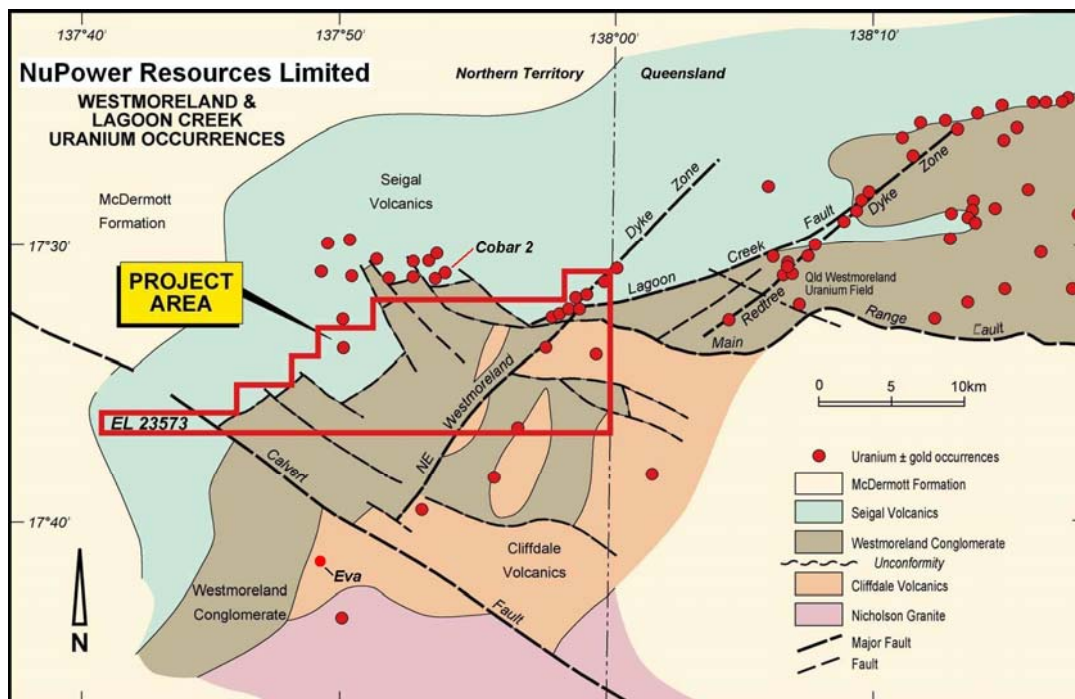 137°40'
137°50'
138°00'
138°10'
NuPower Resources Limited
WESTMORELAND &
LAGOON CREEK
URANIUM OCCURRENCES
Northern Territory
Queensland
McDermott
Formation
Seigal
Volcanics
17°30'
Cobar 2
PROJECT
AREA
Dyke Zone
Lagoon Creek Fault
Redtree Dyke Zone
Qld Westmoreland
Uranium Field
Main Range Fault
NE Westmoreland
EL 23573
Calvert Fault
17°40'
Cliffdale
Volcanics
Eva
Westmoreland
Conglomerate
N
0 5 10km
Uranium ± gold occurrences
McDermott Formation
Seigal Volcanics
Westmoreland Conglomerate
Unconformity
Cliffdale Volcanics
Nicholson Granite
Major Fault
Fault